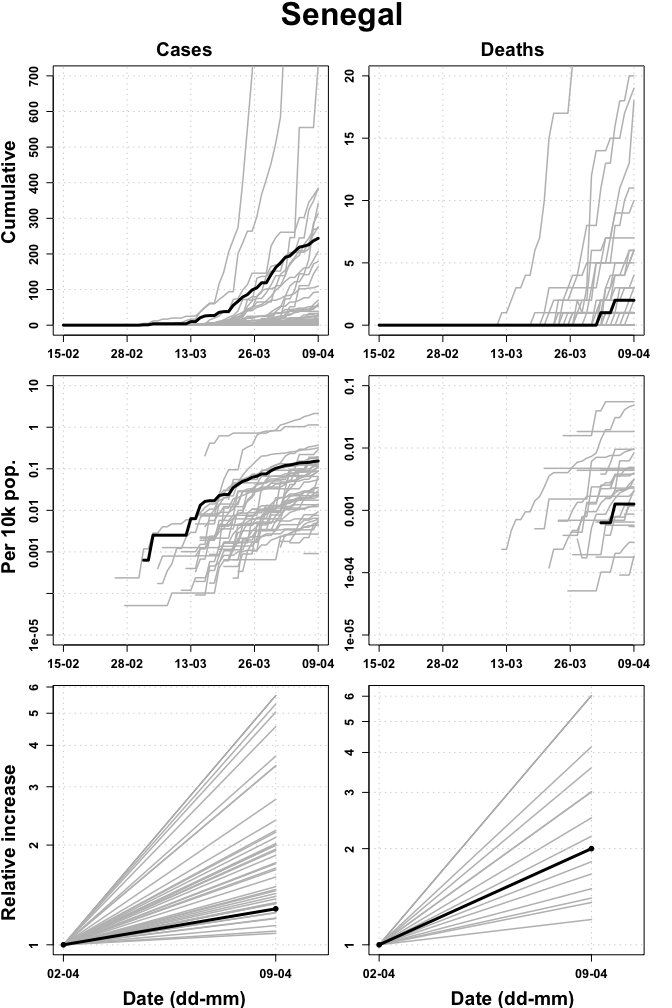 Senegal
Cases
Deaths
Cumulative
700
600
500
400
300
200
100
0
15-02 28-02 13-03 26-03 09-04
20
15
10
5
0
15-02 28-02 13-03 26-03 09-04
Per 10k pop.
10
1
0.1
0.01
0.001
1e-05
15-02 28-02 13-03 26-03 09-04
0.1
0.01
0.001
1e-04
1e-05
15-02 28-02 13-03 26-03 09-04
Relative increase
6
5
4
3
2
1
02-04 09-04
Date (dd-mm)
6
5
4
3
2
1
02-04 09-04
Date (dd-mm)